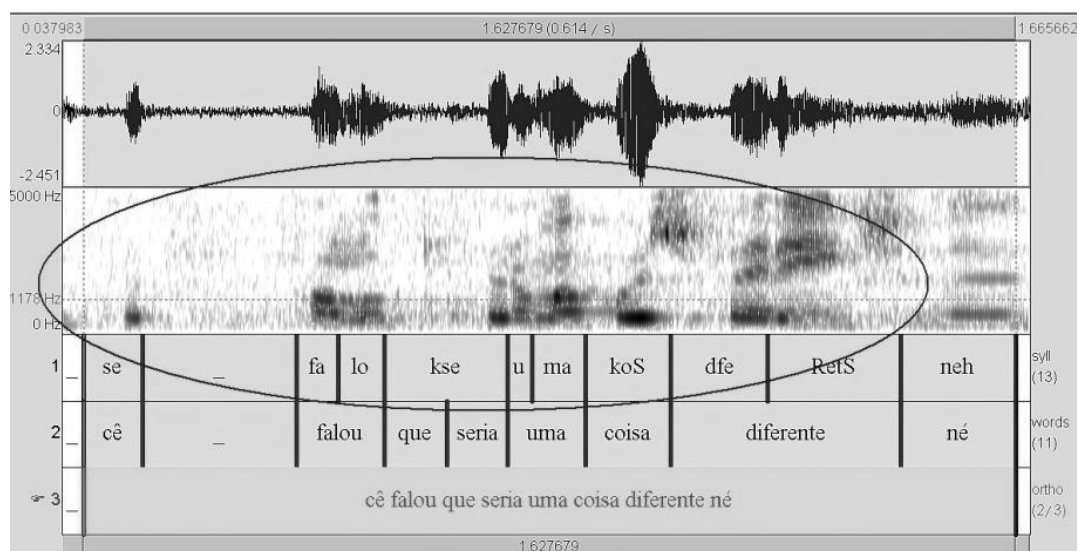 0.037983 1.627679 (0.614 / s) 1.665662
2.334
0
-2.451
5000 Hz
1178 Hz
0 Hz
1 _ se _ fa lo kse u ma koS dfe RetS neh syll (13)
2 _ cê _ falou que seria uma coisa diferente né words (11)
☞ 3 _ cê falou que seria uma coisa diferente né ortho (2/3)
1.627679